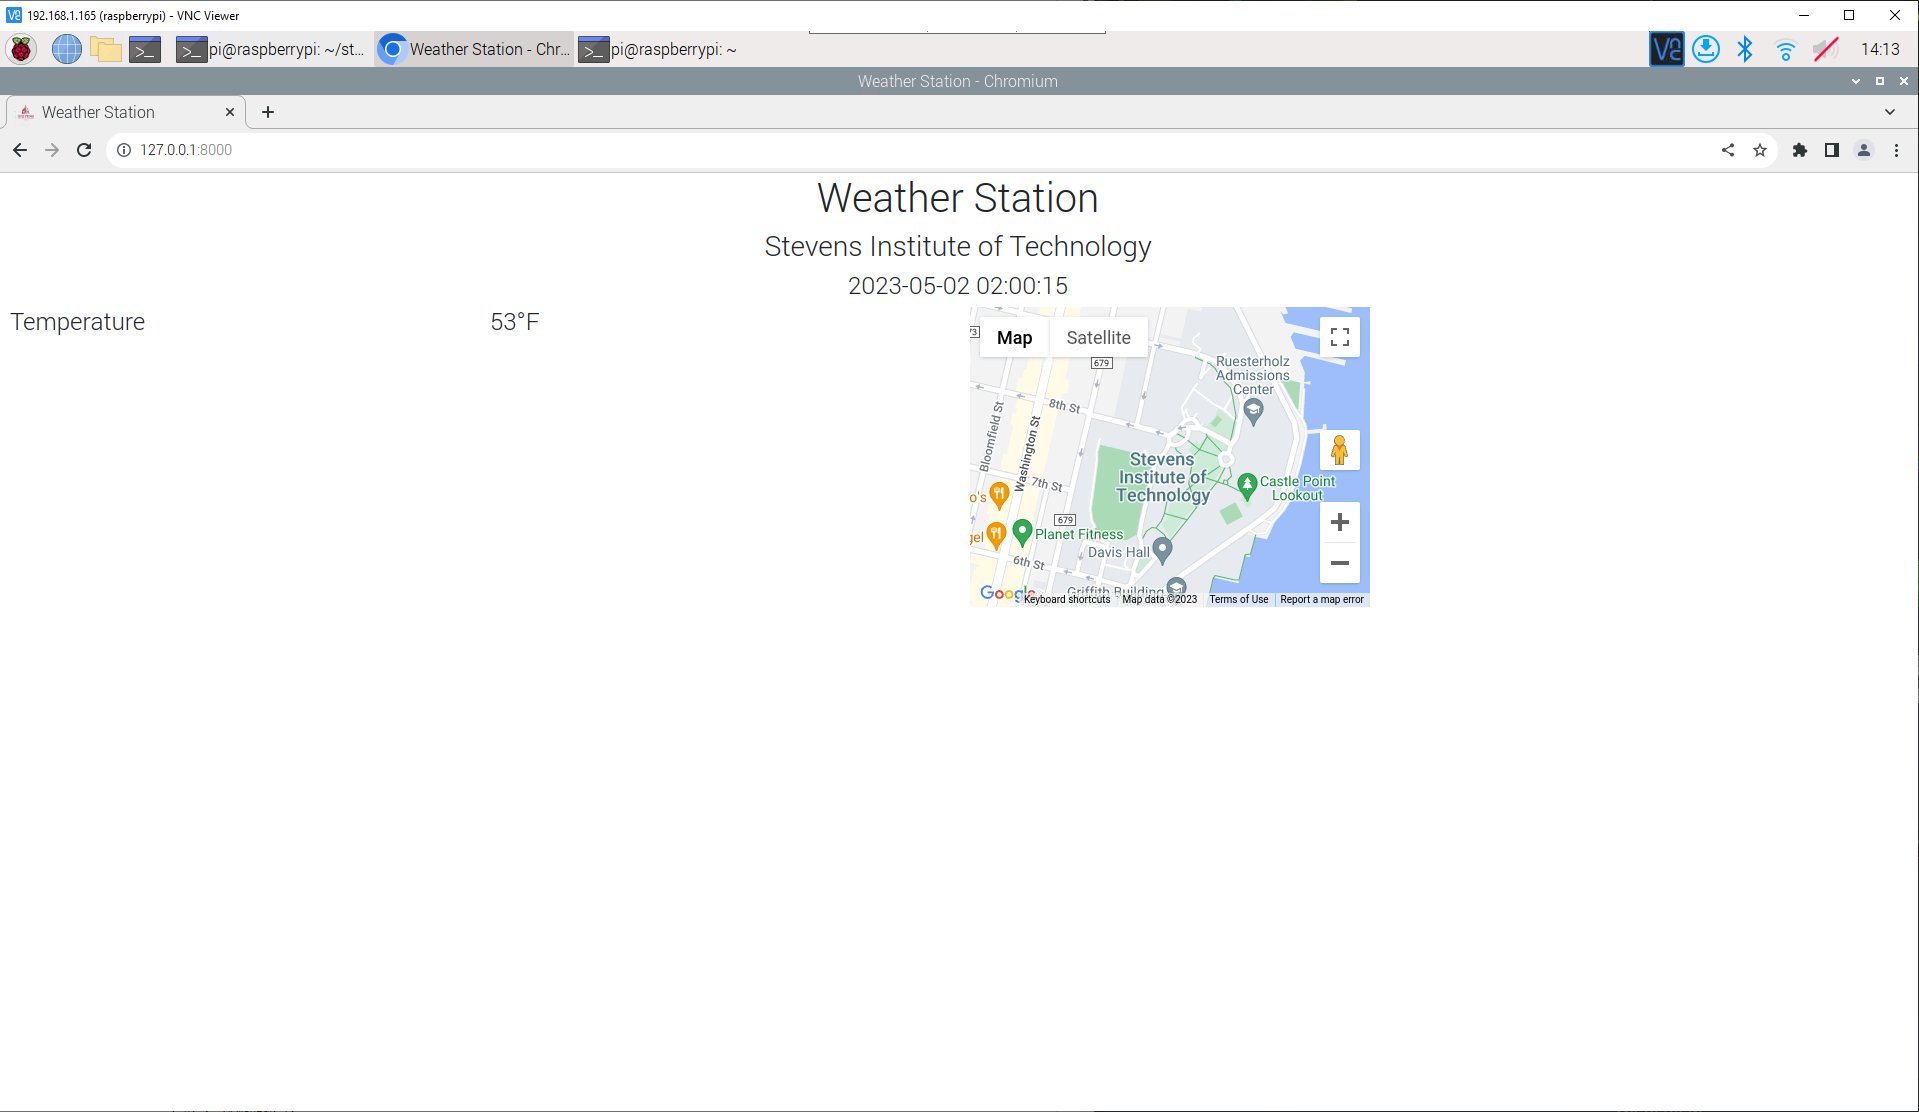 192.168.1.165 (raspberrypi) - VNC Viewer
pi@raspberrypi: ~/st...
Weather Station - Chr...
pi@raspberrypi: ~
14:13
Weather Station - Chromium
Weather Station
127.0.0.1:8000
Weather Station
Stevens Institute of Technology
2023-05-02 02:00:15
Temperature
53°F
Map
Satellite
679
Ruesterholz
Admissions
Center
8th St
Bloomfield St
Washington St
Stevens
Institute of
Technology
7th St
Castle Point
Lookout
o's
679
Planet Fitness
gel
Davis Hall
6th St
Griffith Building
Google
Keyboard shortcuts
Map data ©2023
Terms of Use
Report a map error